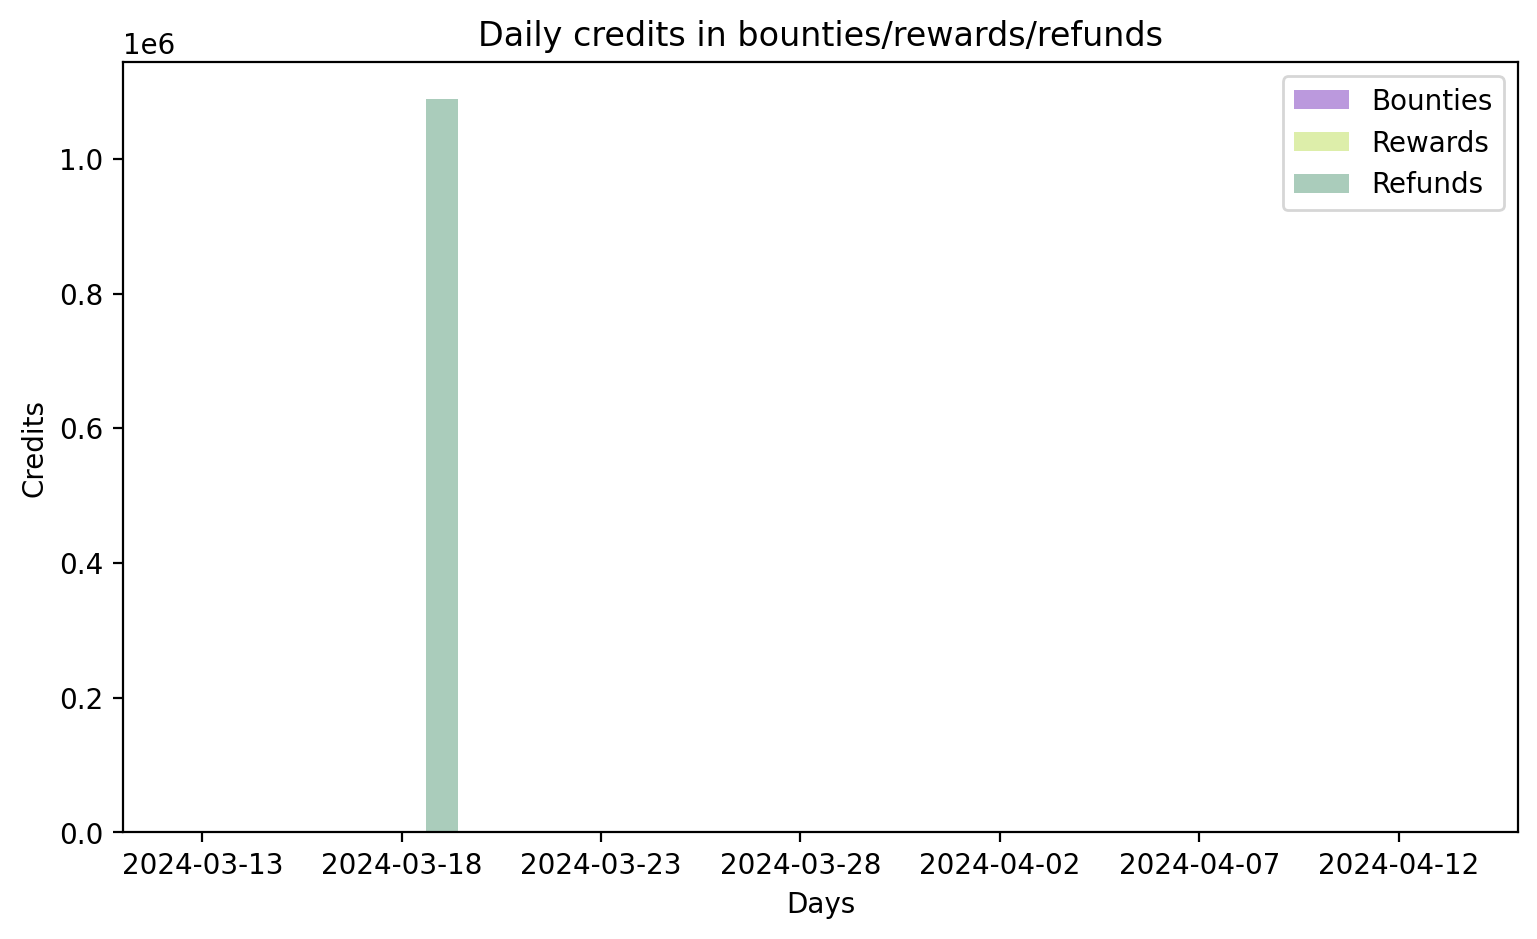 Daily credits in bounties/rewards/refunds
1e6
Bounties
Rewards
Refunds
1.0
0.8
0.6
0.4
0.2
0.0
Credits
2024-03-13 2024-03-18 2024-03-23 2024-03-28 2024-04-02 2024-04-07 2024-04-12
Days